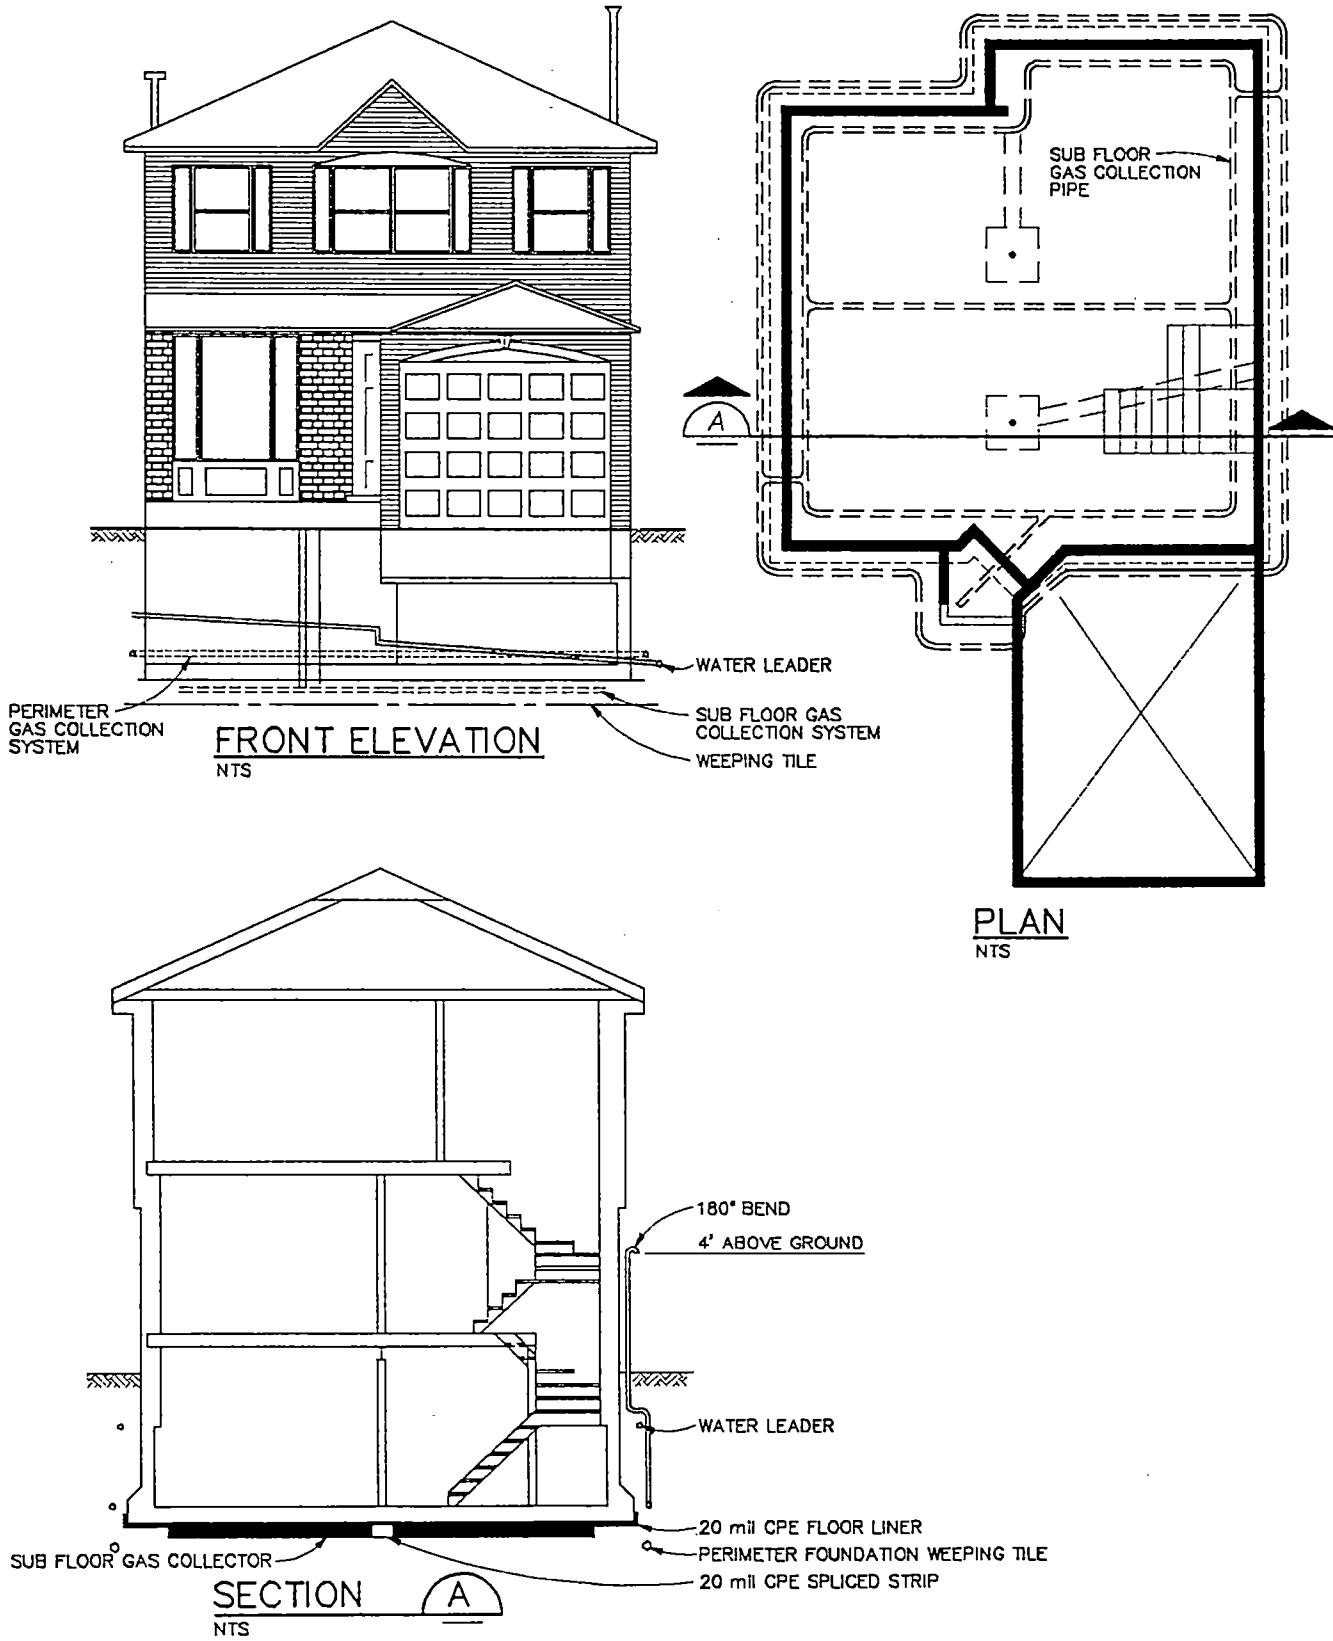 SUB FLOOR
GAS COLLECTION
PIPE
A
WATER LEADER
PERIMETER
GAS COLLECTION
SYSTEM
SUB FLOOR GAS
COLLECTION SYSTEM
WEEPING TILE
FRONT ELEVATION
NTS
PLAN
NTS
180° BEND
4' ABOVE GROUND
WATER LEADER
20 mil CPE FLOOR LINER
PERIMETER FOUNDATION WEEPING TILE
20 mil CPE SPLICED STRIP
SUB FLOOR GAS COLLECTOR
SECTION A
NTS